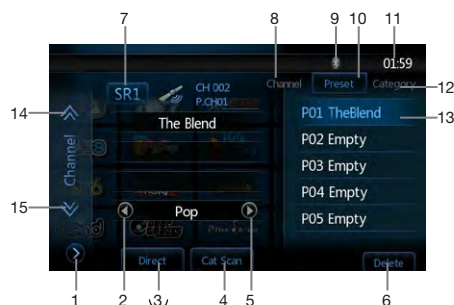 7 8 9 10 11
01:59
SR1 CH 002 Channel Preset Category 12
P.CH01
14 The Blend P01 TheBlend 13
P02 Empty
Channel
P03 Empty
P04 Empty
15 Pop P05 Empty
Direct Cat Scan Delete
1 2 3 4 5 6